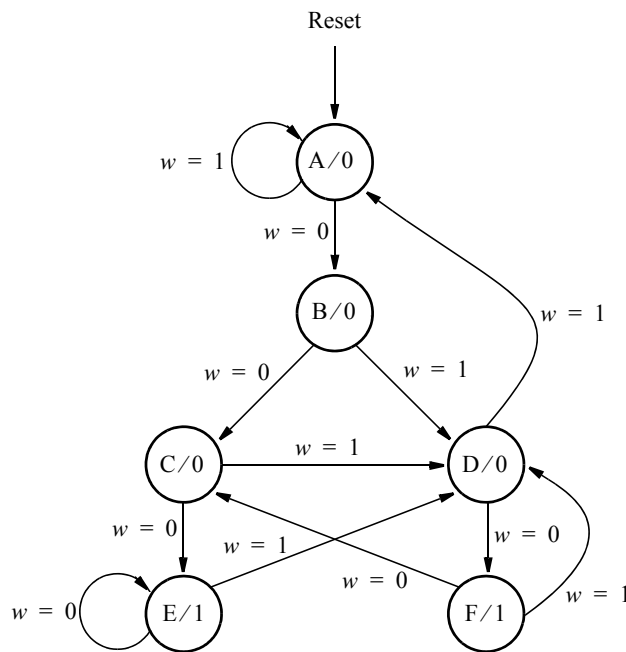 Reset
A/0
w = 1
w = 0
B/0
w = 1
w = 0
w = 1
C/0
w = 1
D/0
w = 0
w = 1
w = 0
w = 0
w = 0
E/1
F/1
w = 1